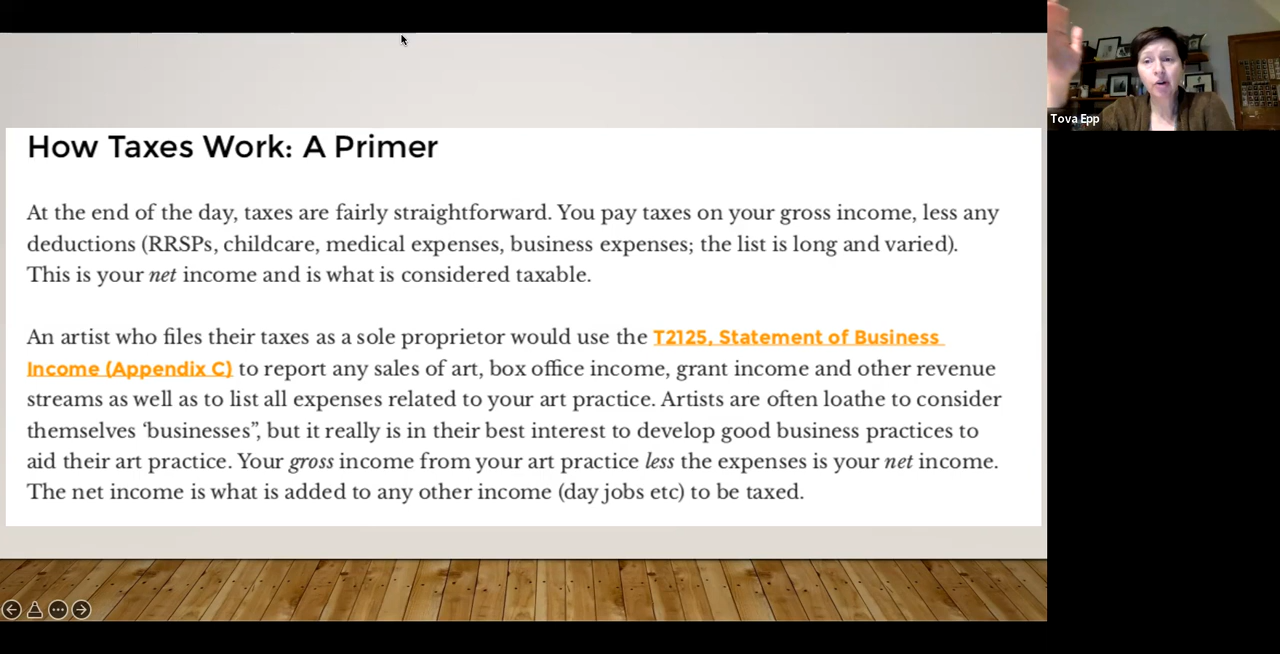 How Taxes Work: A Primer
At the end of the day, taxes are fairly straightforward. You pay taxes on your gross income, less any
deductions (RRSPs, childcare, medical expenses, business expenses; the list is long and varied).
This is your net income and is what is considered taxable.
An artist who files their taxes as a sole proprietor would use the T2125, Statement of Business
Income (Appendix C) to report any sales of art, box office income, grant income and other revenue
streams as well as to list all expenses related to your art practice. Artists are often loathe to consider
themselves ‘businesses”, but it really is in their best interest to develop good business practices to
aid their art practice. Your gross income from your art practice less the expenses is your net income.
The net income is what is added to any other income (day jobs etc) to be taxed.
Tova Epp